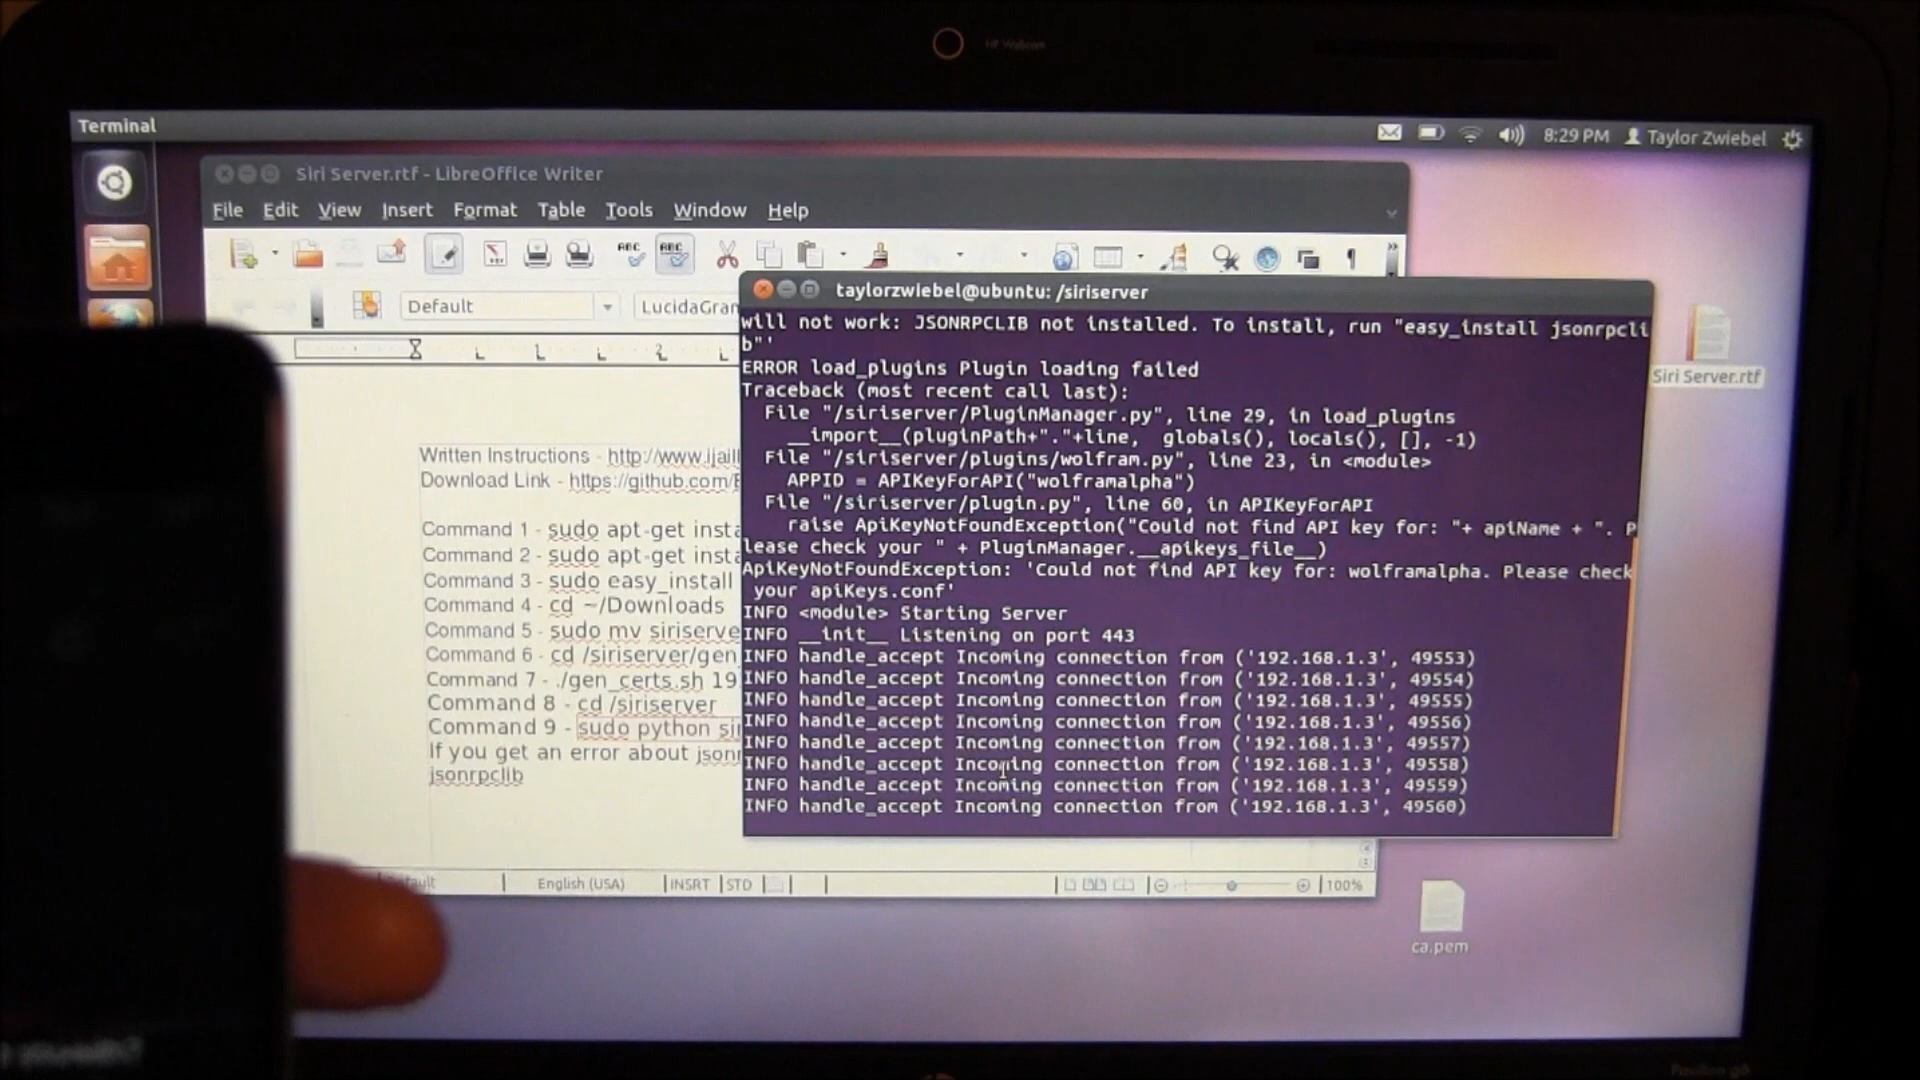 HP Webcam
Terminal
8:29 PM
Taylor Zwiebel
Siri Server.rtf - LibreOffice Writer
File Edit View Insert Format Table Tools Window Help
Default
LucidaGran
1 2
Written Instructions - http://www.ijail
Download Link - https://github.com/E
Command 1 - sudo apt-get insta
Command 2 - sudo apt-get insta
Command 3 - sudo easy_install
Command 4 - cd ~/Downloads
Command 5 - sudo mv siriserve
Command 6 - cd /siriserver/gen_
Command 7 - ./gen_certs.sh 19
Command 8 - cd /siriserver
Command 9 - sudo python sir
If you get an error about jsonr
jsonrpclib
Default English (USA) INSRT STD 100%
taylorzwiebel@ubuntu: /siriserver
will not work: JSONRPCLIB not installed. To install, run "easy_install jsonrpcli
b"'
ERROR load_plugins Plugin loading failed
Traceback (most recent call last):
File "/siriserver/PluginManager.py", line 29, in load_plugins
__import__(pluginPath+"."+line, globals(), locals(), [], -1)
File "/siriserver/plugins/wolfram.py", line 23, in <module>
APPID = APIKeyForAPI("wolframalpha")
File "/siriserver/plugin.py", line 60, in APIKeyForAPI
raise ApiKeyNotFoundException("Could not find API key for: "+ apiName + ". P
lease check your " + PluginManager.__apikeys_file__)
ApiKeyNotFoundException: 'Could not find API key for: wolframalpha. Please check
your apiKeys.conf'
INFO <module> Starting Server
INFO __init__ Listening on port 443
INFO handle_accept Incoming connection from ('192.168.1.3', 49553)
INFO handle_accept Incoming connection from ('192.168.1.3', 49554)
INFO handle_accept Incoming connection from ('192.168.1.3', 49555)
INFO handle_accept Incoming connection from ('192.168.1.3', 49556)
INFO handle_accept Incoming connection from ('192.168.1.3', 49557)
INFO handle_accept Incoming connection from ('192.168.1.3', 49558)
INFO handle_accept Incoming connection from ('192.168.1.3', 49559)
INFO handle_accept Incoming connection from ('192.168.1.3', 49560)
Siri Server.rtf
ca.pem
Pavilion g6